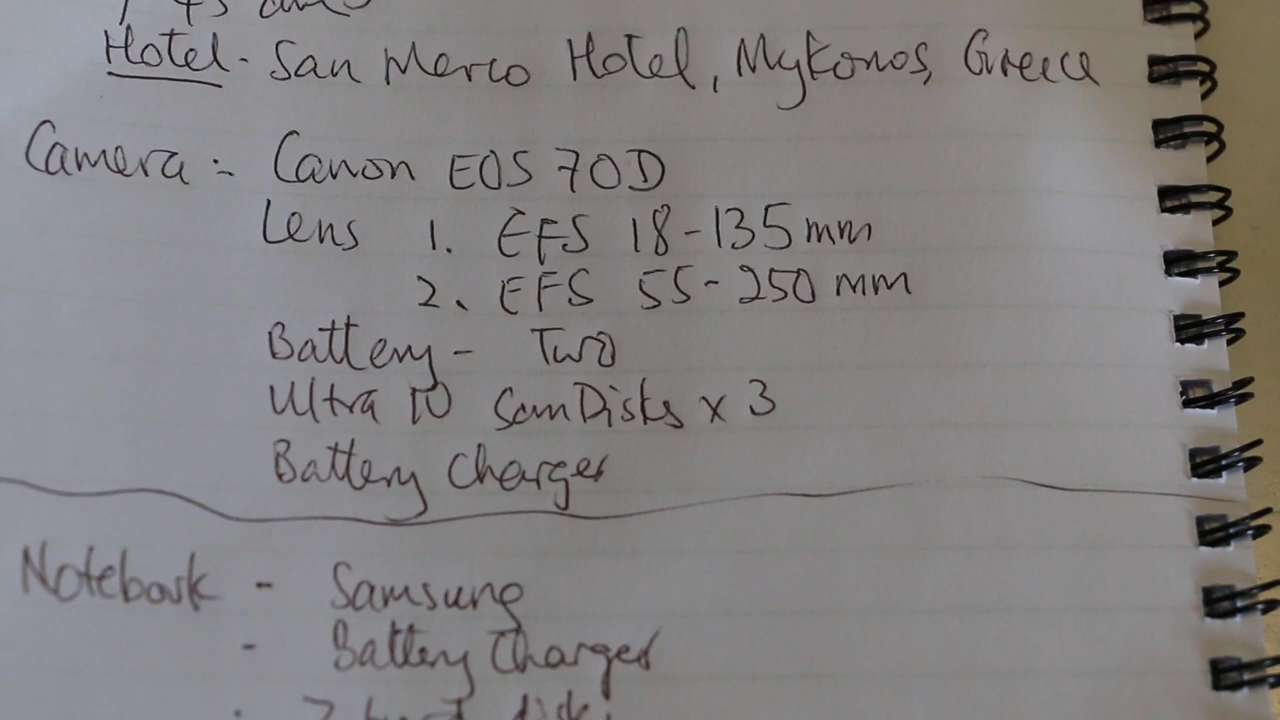 Hotel - San Merco Hotel, Mykonos, Greece
Camera :- Canon EOS 70D
Lens 1. EFS 18-135mm
2. EFS 55-250 mm
Battery - Two
Ultra 10 SanDisks x 3
Battery Charger
Notebook - Samsung
- Battery Charger